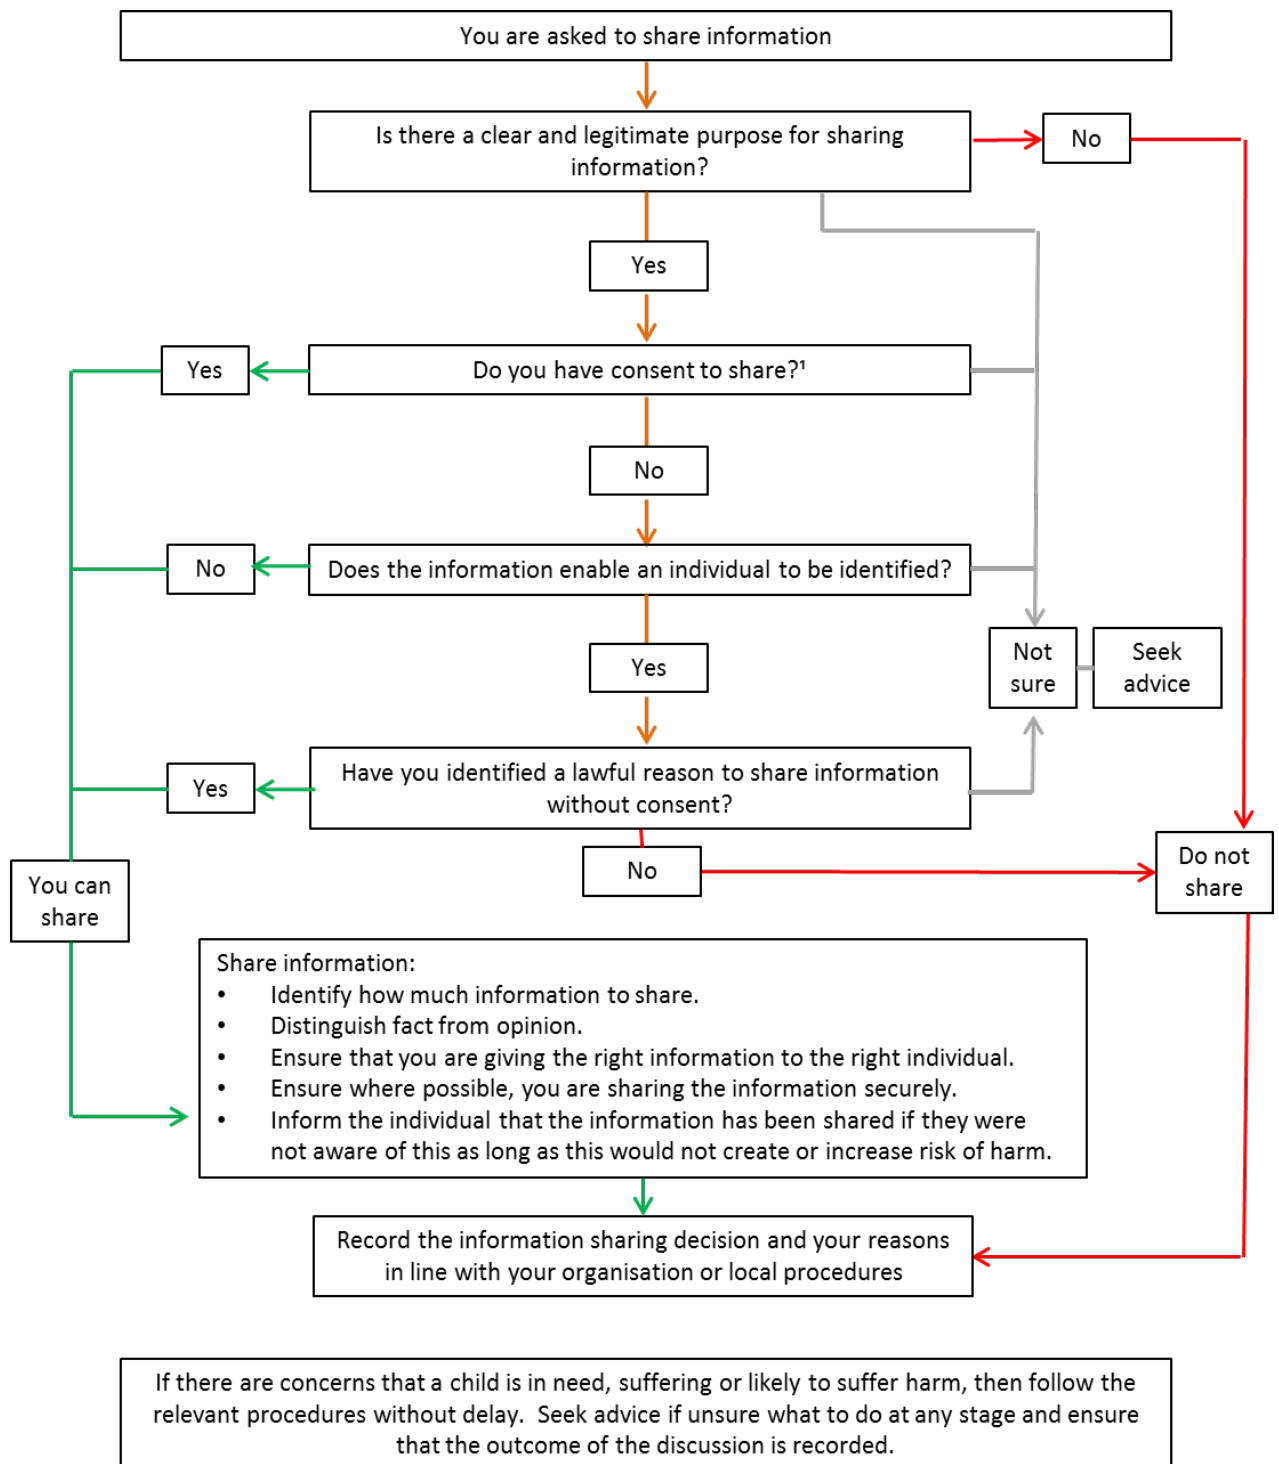 You are asked to share information
Is there a clear and legitimate purpose for sharing
information?
No
Yes
Yes
Do you have consent to share?¹
No
No
Does the information enable an individual to be identified?
Yes
Not
sure
Seek
advice
Yes
Have you identified a lawful reason to share information
without consent?
No
Do not
share
You can
share
Share information:
• Identify how much information to share.
• Distinguish fact from opinion.
• Ensure that you are giving the right information to the right individual.
• Ensure where possible, you are sharing the information securely.
• Inform the individual that the information has been shared if they were
not aware of this as long as this would not create or increase risk of harm.
Record the information sharing decision and your reasons
in line with your organisation or local procedures
If there are concerns that a child is in need, suffering or likely to suffer harm, then follow the
relevant procedures without delay.  Seek advice if unsure what to do at any stage and ensure
that the outcome of the discussion is recorded.